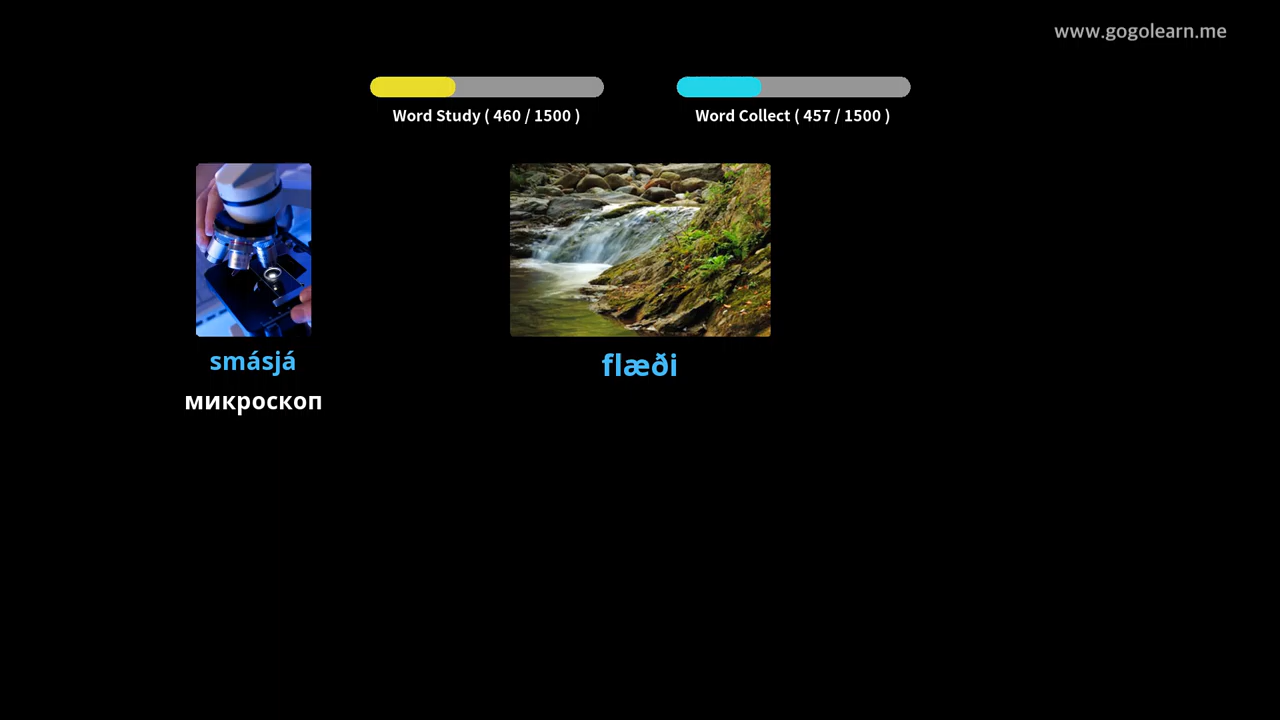 www.gogolearn.me
Word Study ( 460 / 1500 )
Word Collect ( 457 / 1500 )
smásjá
микроскоп
flæði